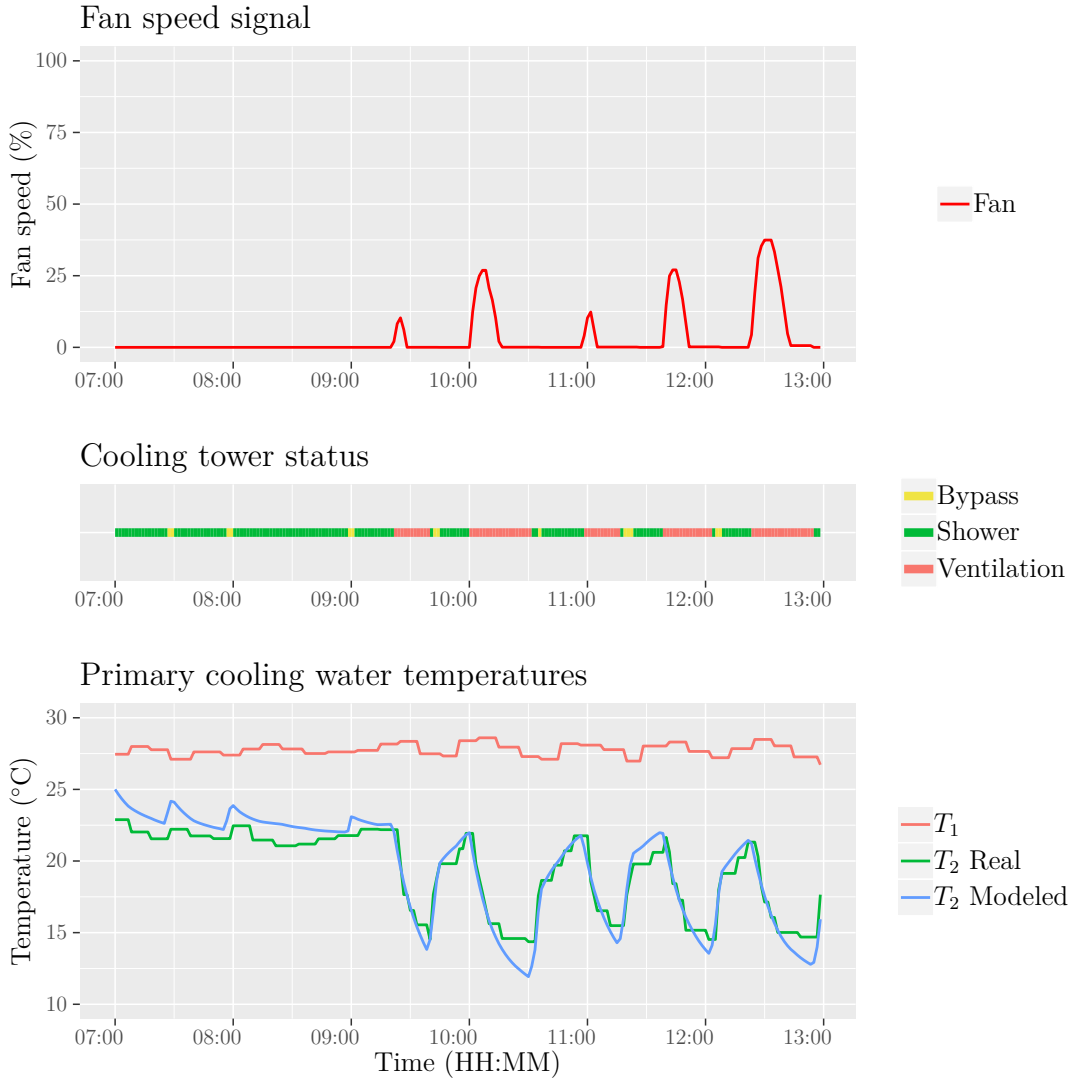 Fan speed signal
Fan speed (%)
100
75
50
25
0
07:00 08:00 09:00 10:00 11:00 12:00 13:00
Fan
Cooling tower status
07:00 08:00 09:00 10:00 11:00 12:00 13:00
Bypass
Shower
Ventilation
Primary cooling water temperatures
Temperature (°C)
30
25
20
15
10
07:00 08:00 09:00 10:00 11:00 12:00 13:00
Time (HH:MM)
T₁
T₂ Real
T₂ Modeled